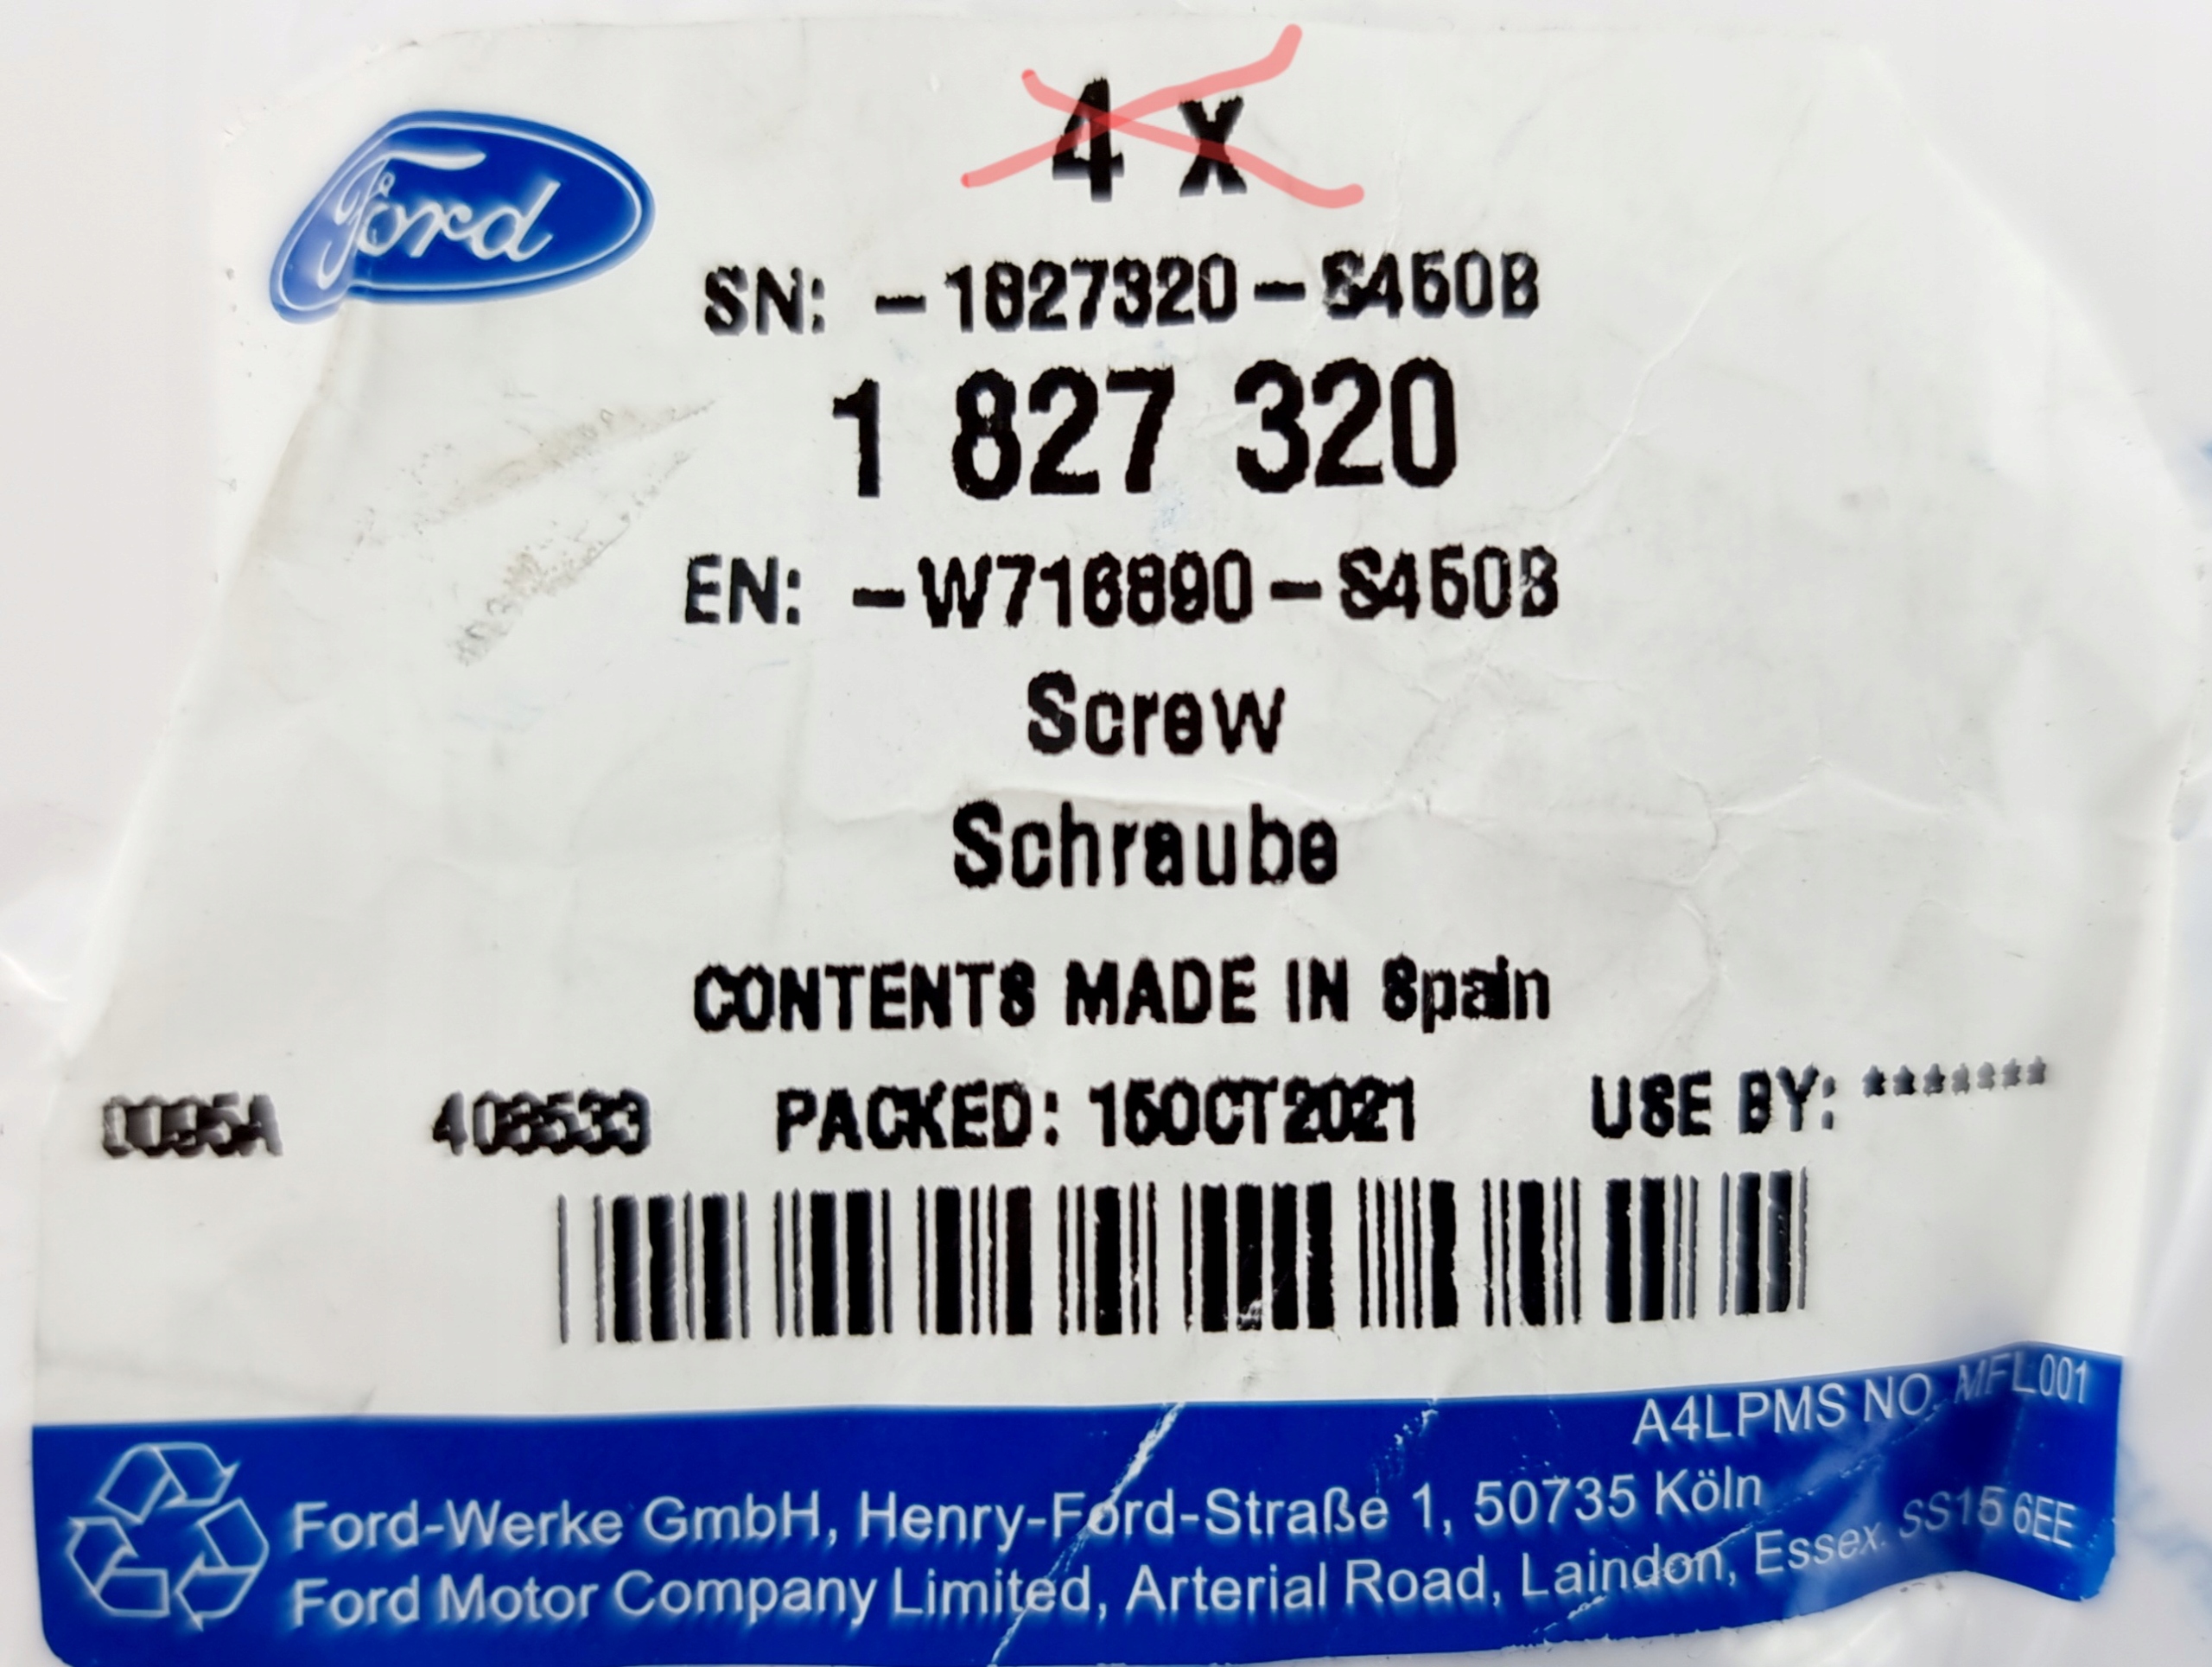 4 X
Ford
SN: -1827320-S450B
1 827 320
EN: -W716890-S450B
Screw
Schraube
CONTENTS MADE IN Spain
0095A 408533 PACKED: 15OCT2021 USE BY: *******
A4LPMS NO. MFL001
Ford-Werke GmbH, Henry-Ford-Straße 1, 50735 Köln
Ford Motor Company Limited, Arterial Road, Laindon, Essex. SS15 6EE